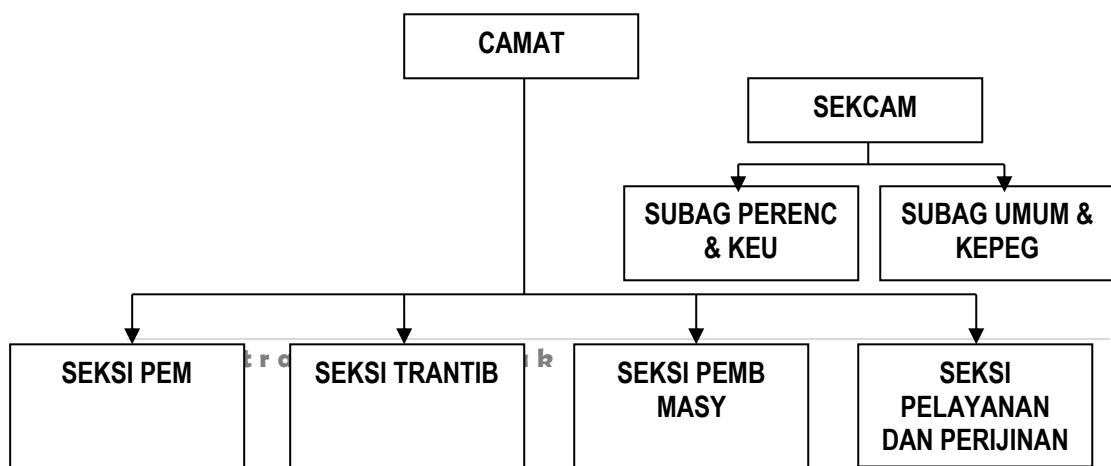 CAMAT
SEKCAM
SUBAG PERENC
& KEU
SUBAG UMUM &
KEPEG
SEKSI PEM
SEKSI TRANTIB
SEKSI PEMB
MASY
SEKSI
PELAYANAN
DAN PERIJINAN